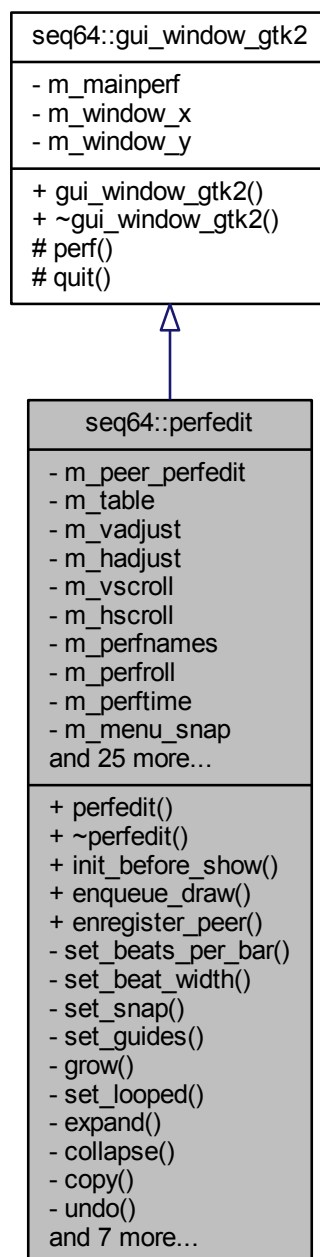 seq64::gui_window_gtk2
- m_mainperf
- m_window_x
- m_window_y
+ gui_window_gtk2()
+ ~gui_window_gtk2()
# perf()
# quit()
seq64::perfedit
- m_peer_perfedit
- m_table
- m_vadjust
- m_hadjust
- m_vscroll
- m_hscroll
- m_perfnames
- m_perfroll
- m_perftime
- m_menu_snap
and 25 more...
+ perfedit()
+ ~perfedit()
+ init_before_show()
+ enqueue_draw()
+ enregister_peer()
- set_beats_per_bar()
- set_beat_width()
- set_snap()
- set_guides()
- grow()
- set_looped()
- expand()
- collapse()
- copy()
- undo()
and 7 more...